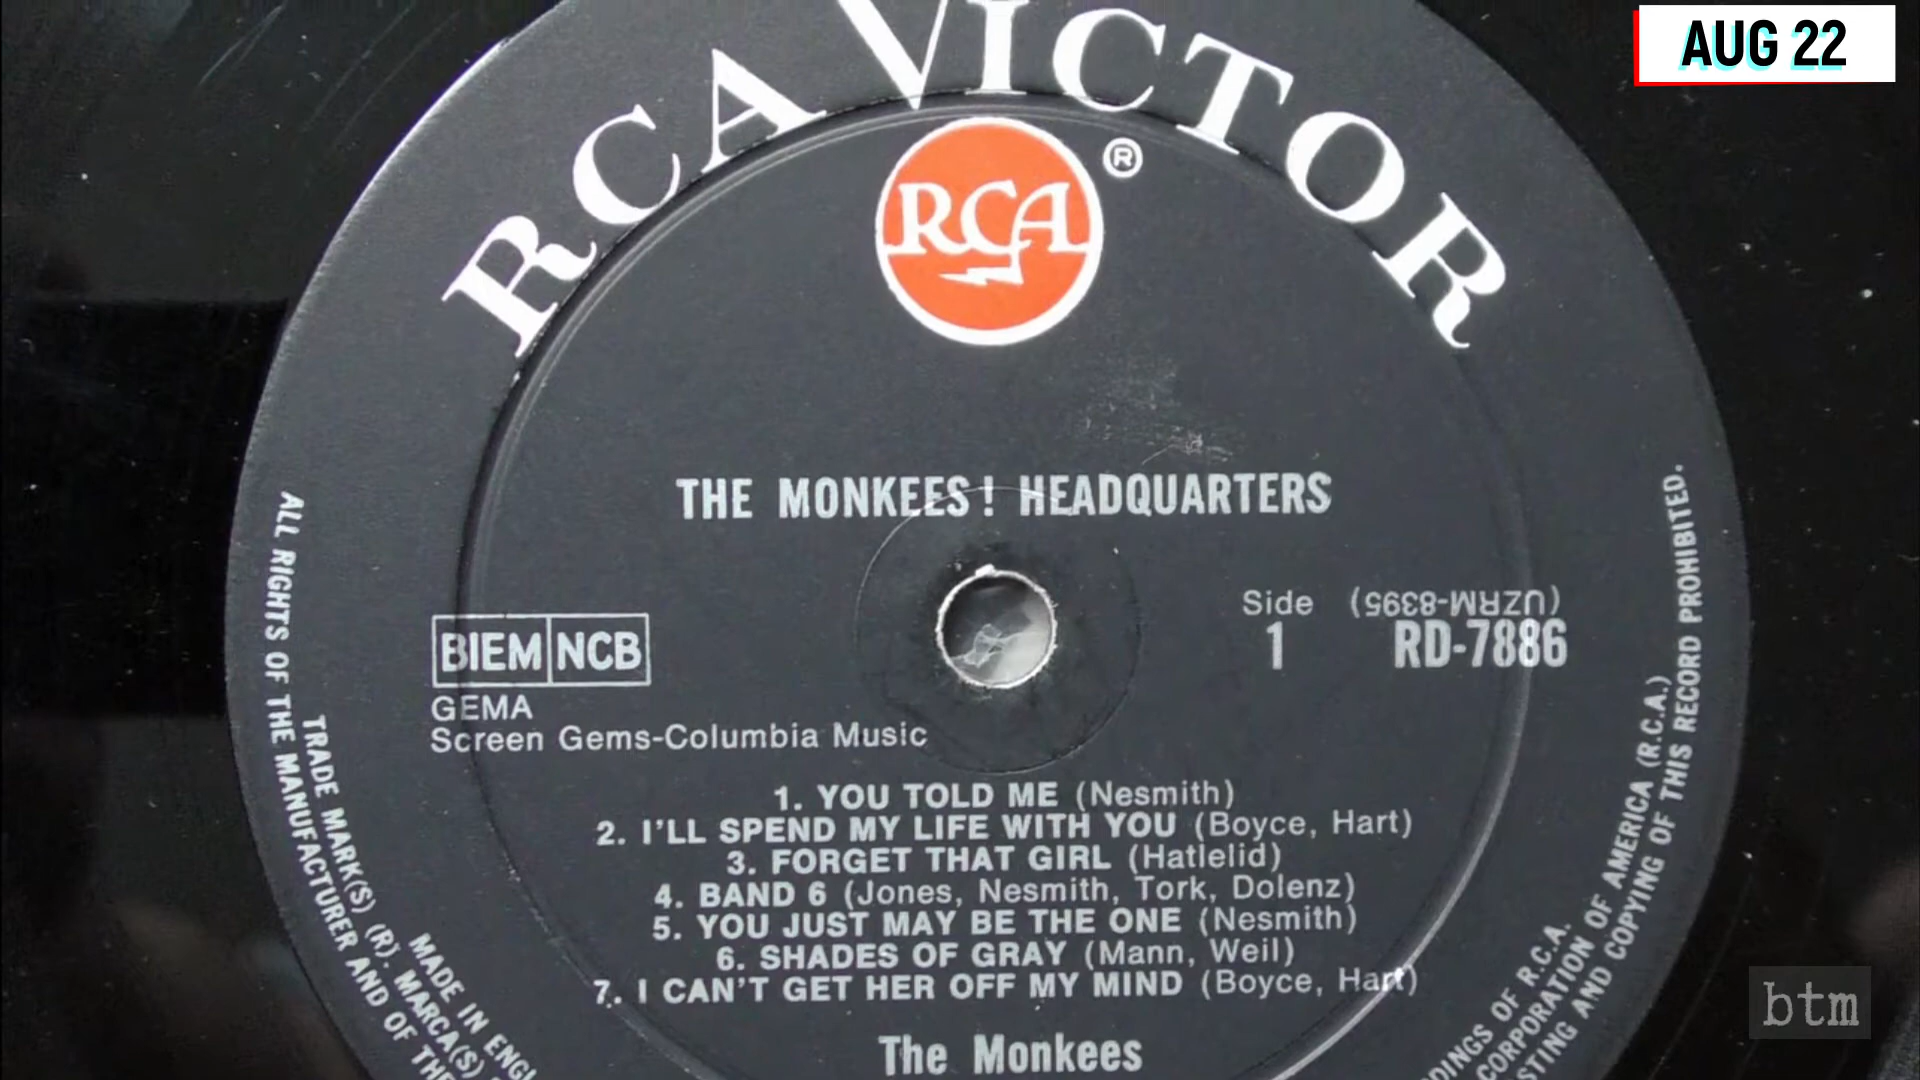 AUG 22
RCA VICTOR
RCA
®
THE MONKEES! HEADQUARTERS
Side (UZRM-8395)
1 RD-7886
BIEM NCB
GEMA
Screen Gems-Columbia Music
1. YOU TOLD ME (Nesmith)
2. I'LL SPEND MY LIFE WITH YOU (Boyce, Hart)
3. FORGET THAT GIRL (Hatlelid)
4. BAND 6 (Jones, Nesmith, Tork, Dolenz)
5. YOU JUST MAY BE THE ONE (Nesmith)
6. SHADES OF GRAY (Mann, Weil)
7. I CAN'T GET HER OFF MY MIND (Boyce, Hart)
The Monkees
ALL RIGHTS OF THE MANUFACTURER AND OF THE
TRADE MARK(S) (R). MARCA(S)
MADE IN
OF R.C.A.
CORPORATION OF AMERICA (R.C.A.)
AND COPYING OF THIS RECORD PROHIBITED.
btm